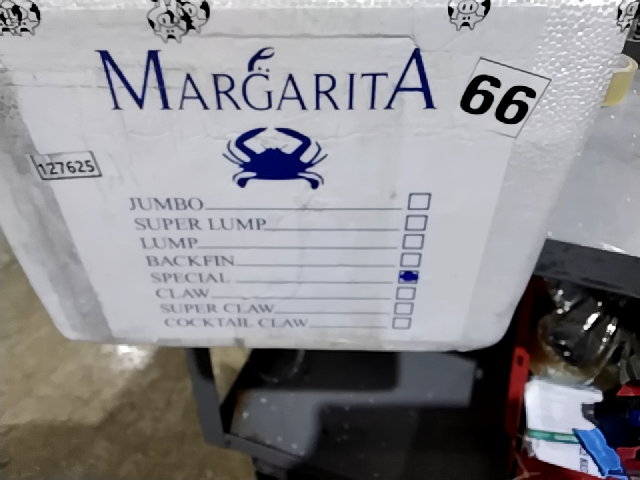 MARGARITA
66
127625
JUMBO
SUPER LUMP
LUMP
BACKFIN
SPECIAL
CLAW
SUPER CLAW
COCKTAIL CLAW